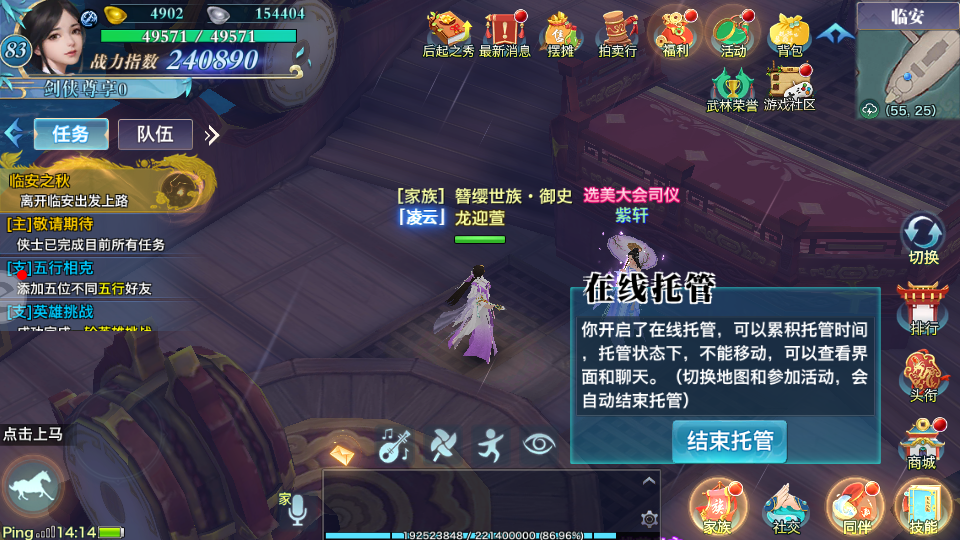 4902
154404
83
49571 / 49571
战力指数 240890
剑侠尊享0
后起之秀
最新消息
摆摊
拍卖行
福利
活动
背包
武林荣誉
游戏社区
临安
(55, 25)
任务
队伍
临安之秋
离开临安出发上路
[主]敬请期待
侠士已完成目前所有任务
[支]五行相克
添加五位不同五行好友
[支]英雄挑战
成功完成一轮英雄挑战
[家族] 簪缨世族·御史
「凌云」 龙迎萱
选美大会司仪
紫轩
在线托管
你开启了在线托管，可以累积托管时间
，托管状态下，不能移动，可以查看界
面和聊天。（切换地图和参加活动，会
自动结束托管）
结束托管
切换
排行
头衔
商城
点击上马
家
Ping
14:14
192523848 / 221400000 (86.96%)
家族
社交
同伴
技能